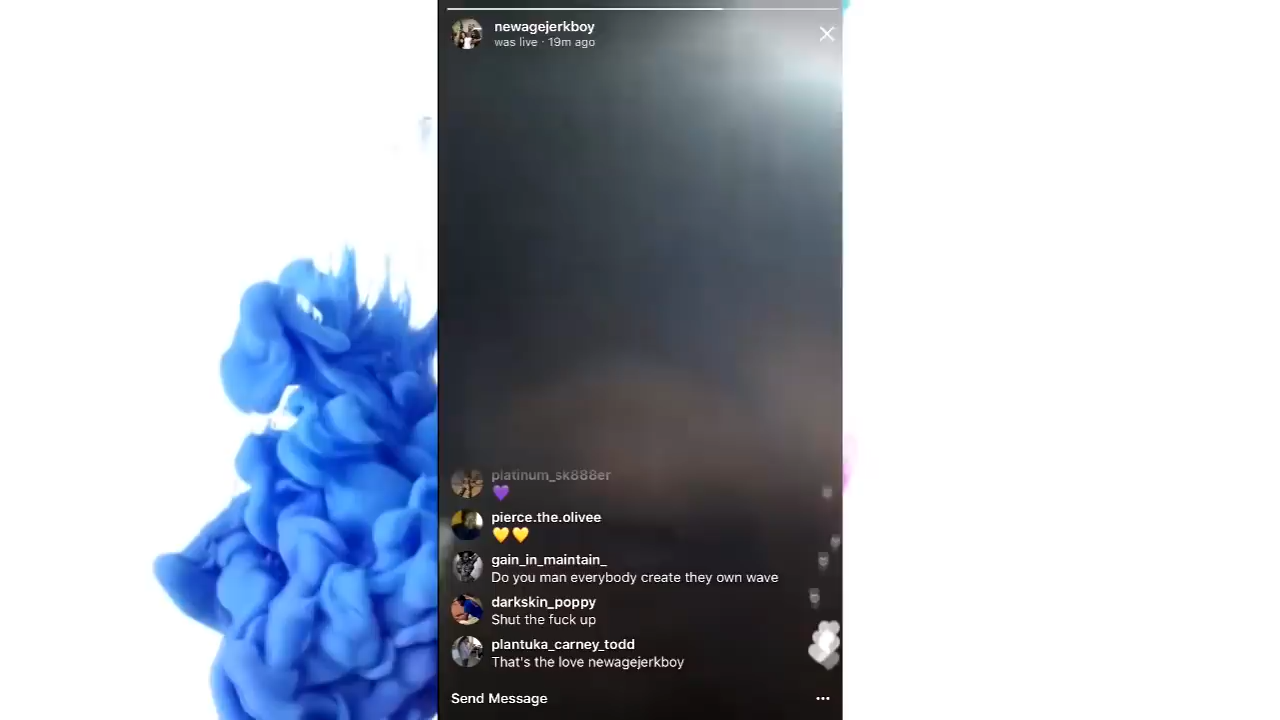 newagejerkboy
was live · 19m ago
platinum_sk888er
💜
pierce.the.olivee
💛💛
gain_in_maintain_
Do you man everybody create they own wave
darkskin_poppy
Shut the fuck up
plantuka_carney_todd
That's the love newagejerkboy
Send Message